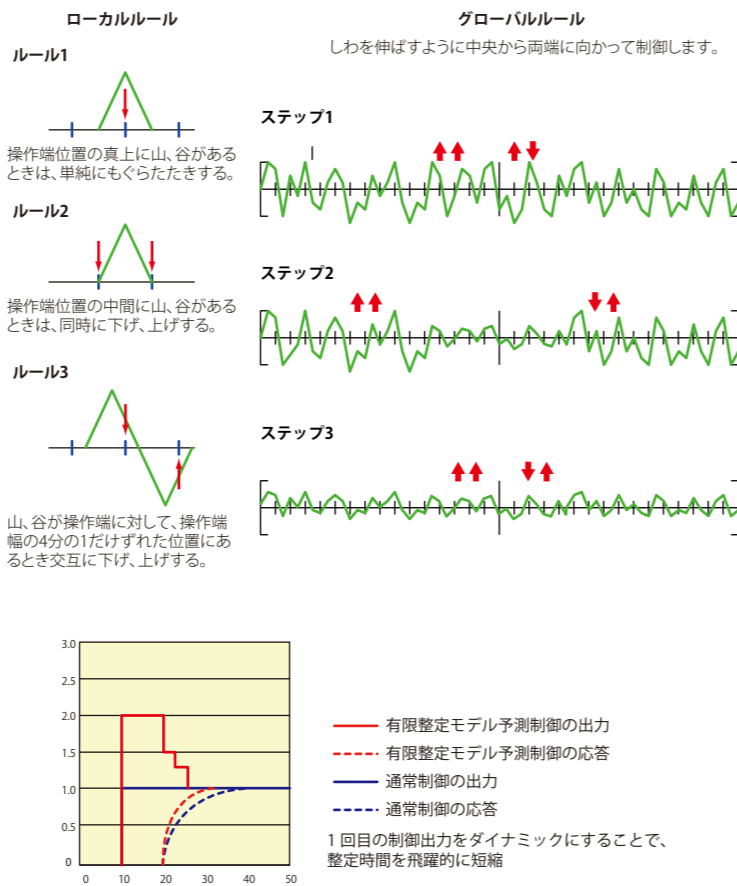 ローカルルール
ルール1
操作端位置の真上に山、谷がある
ときは、単純にもぐらたたきする。
ルール2
操作端位置の中間に山、谷がある
ときは、同時に下げ、上げする。
ルール3
山、谷が操作端に対して、操作端
幅の4分の1だけずれた位置にあ
るとき交互に下げ、上げする。
グローバルルール
しわを伸ばすように中央から両端に向かって制御します。
ステップ1
ステップ2
ステップ3
3.0
2.5
2.0
1.5
1.0
0.5
0
0 10 20 30 40 50
有限整定モデル予測制御の出力
有限整定モデル予測制御の応答
通常制御の出力
通常制御の応答
1回目の制御出力をダイナミックにすることで、
整定時間を飛躍的に短縮